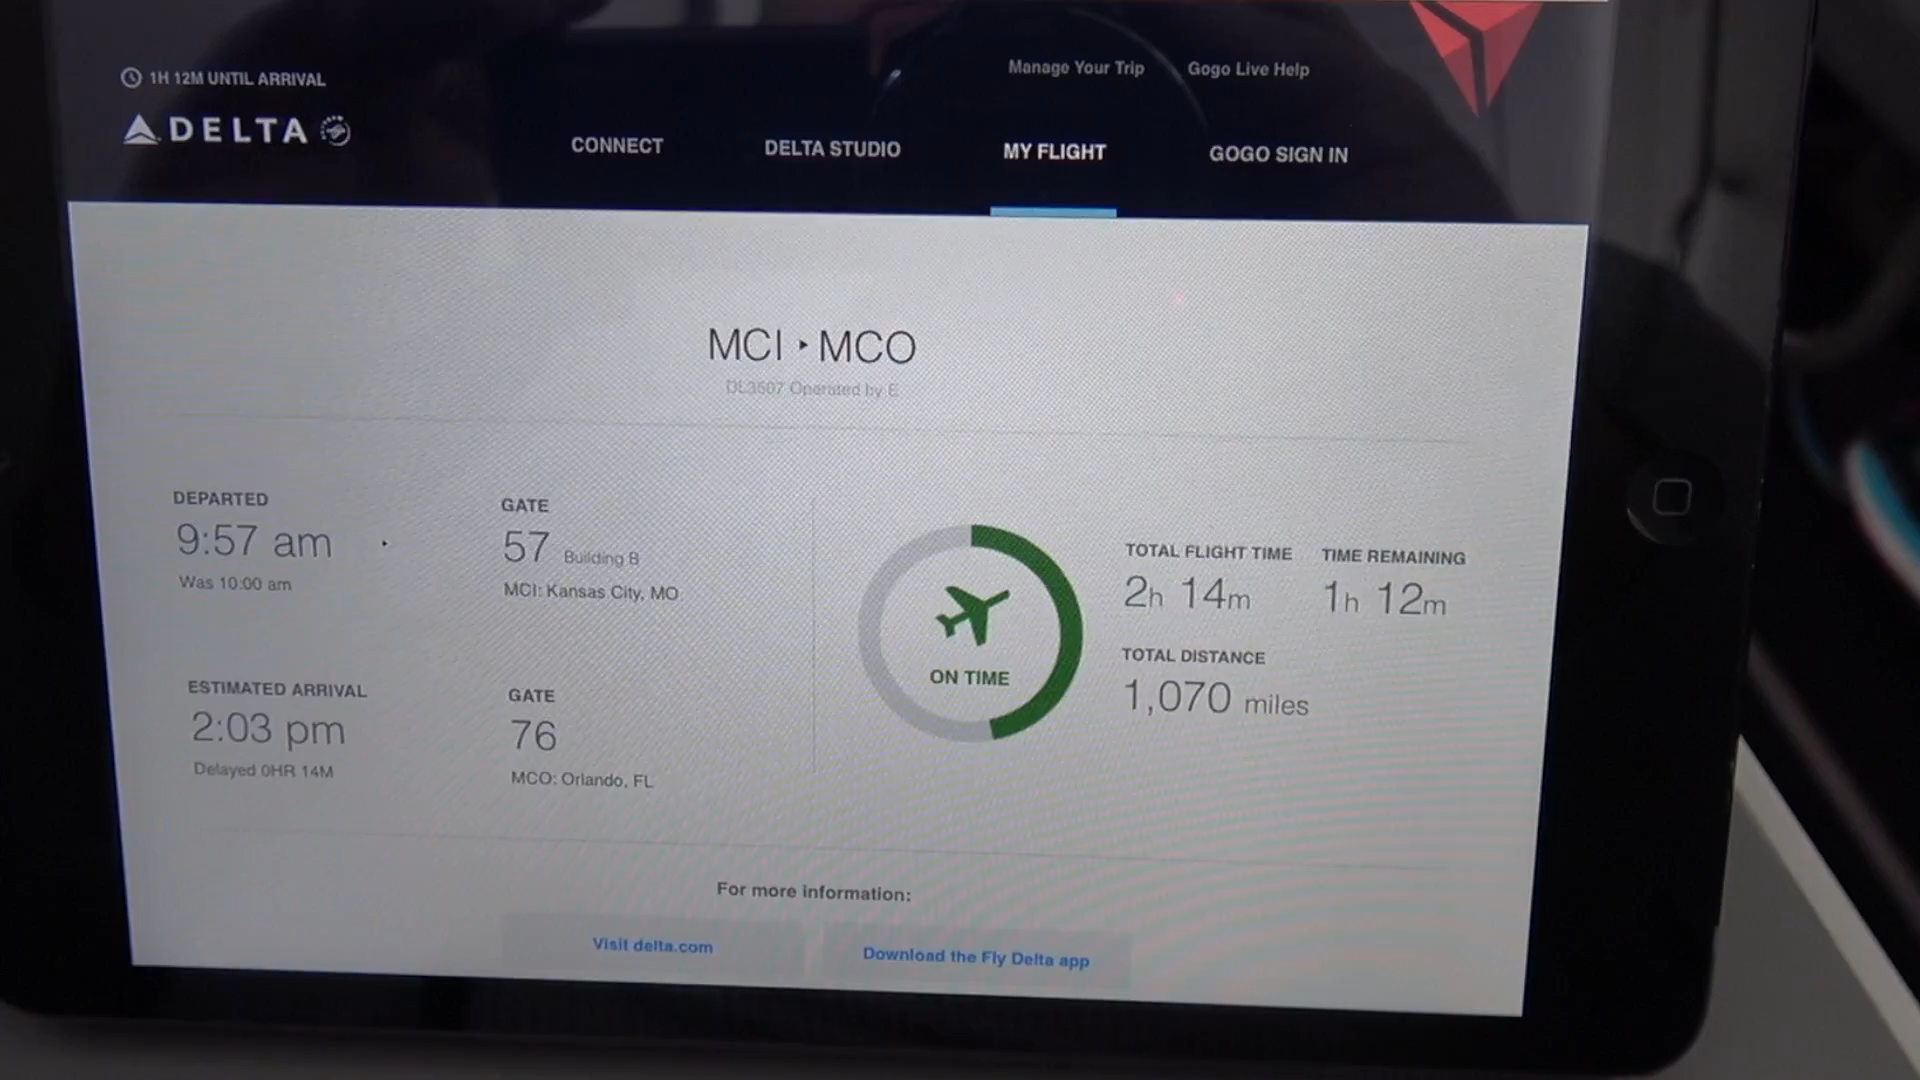 1H 12M UNTIL ARRIVAL
Manage Your Trip Gogo Live Help
DELTA
CONNECT DELTA STUDIO MY FLIGHT GOGO SIGN IN
MCI ‣ MCO
DL3507 Operated by E
DEPARTED
9:57 am
Was 10:00 am
GATE
57 Building B
MCI: Kansas City, MO
ESTIMATED ARRIVAL
2:03 pm
Delayed 0HR 14M
GATE
76
MCO: Orlando, FL
ON TIME
TOTAL FLIGHT TIME
2h 14m
TIME REMAINING
1h 12m
TOTAL DISTANCE
1,070 miles
For more information:
Visit delta.com
Download the Fly Delta app